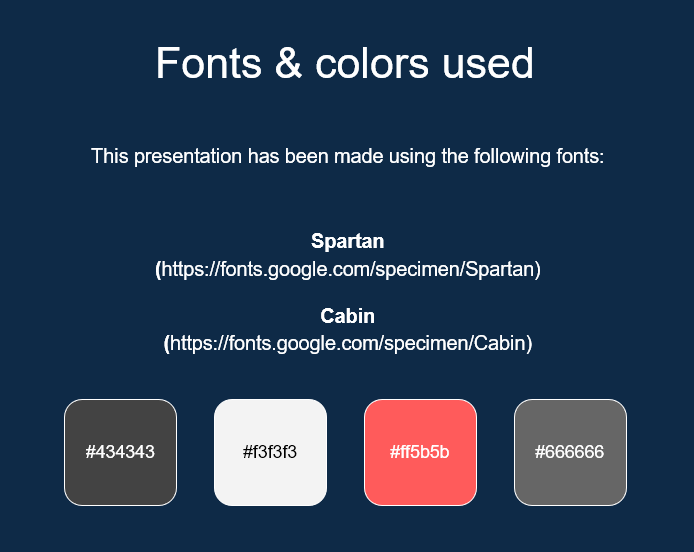 Fonts & colors used
This presentation has been made using the following fonts:
Spartan
(https://fonts.google.com/specimen/Spartan)
Cabin
(https://fonts.google.com/specimen/Cabin)
#434343
#f3f3f3
#ff5b5b
#666666